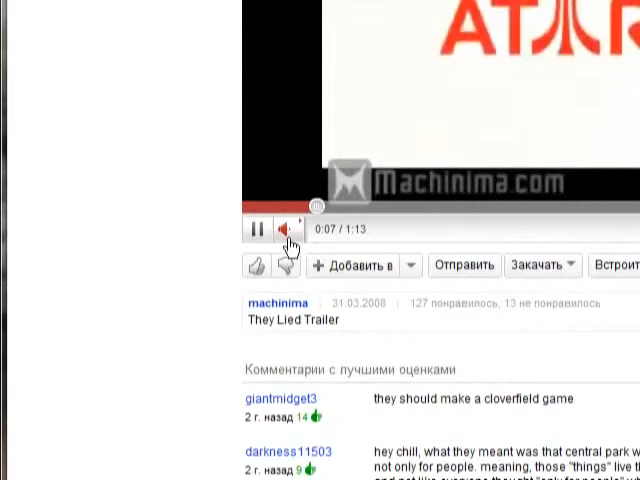 ATAR
Machinima.com
0:07 / 1:13
Добавить в
Отправить
Закачать
Встроит
machinima
31.03.2008
127 понравилось, 13 не понравилось
They Lied Trailer
Комментарии с лучшими оценками
giantmidget3
they should make a cloverfield game
2 г. назад 14
darkness11503
hey chill, what they meant was that central park w
2 г. назад 9
not only for people. meaning, those "things" live t